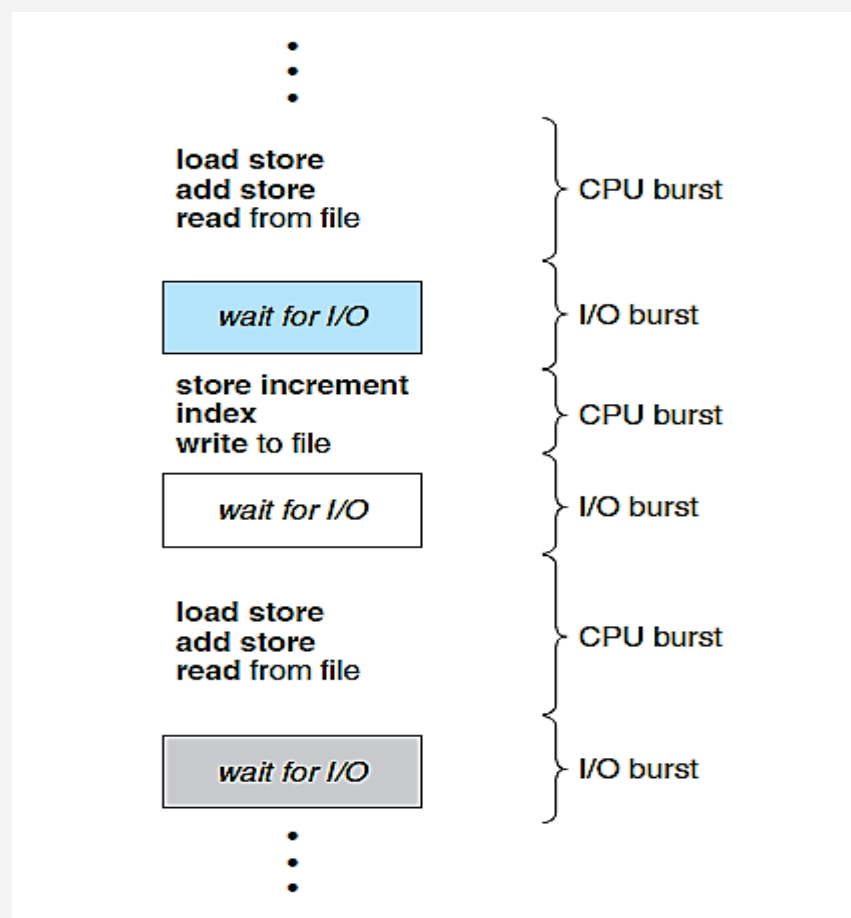 load store
add store
read from file
CPU burst
wait for I/O
I/O burst
store increment
index
write to file
CPU burst
wait for I/O
I/O burst
load store
add store
read from file
CPU burst
wait for I/O
I/O burst